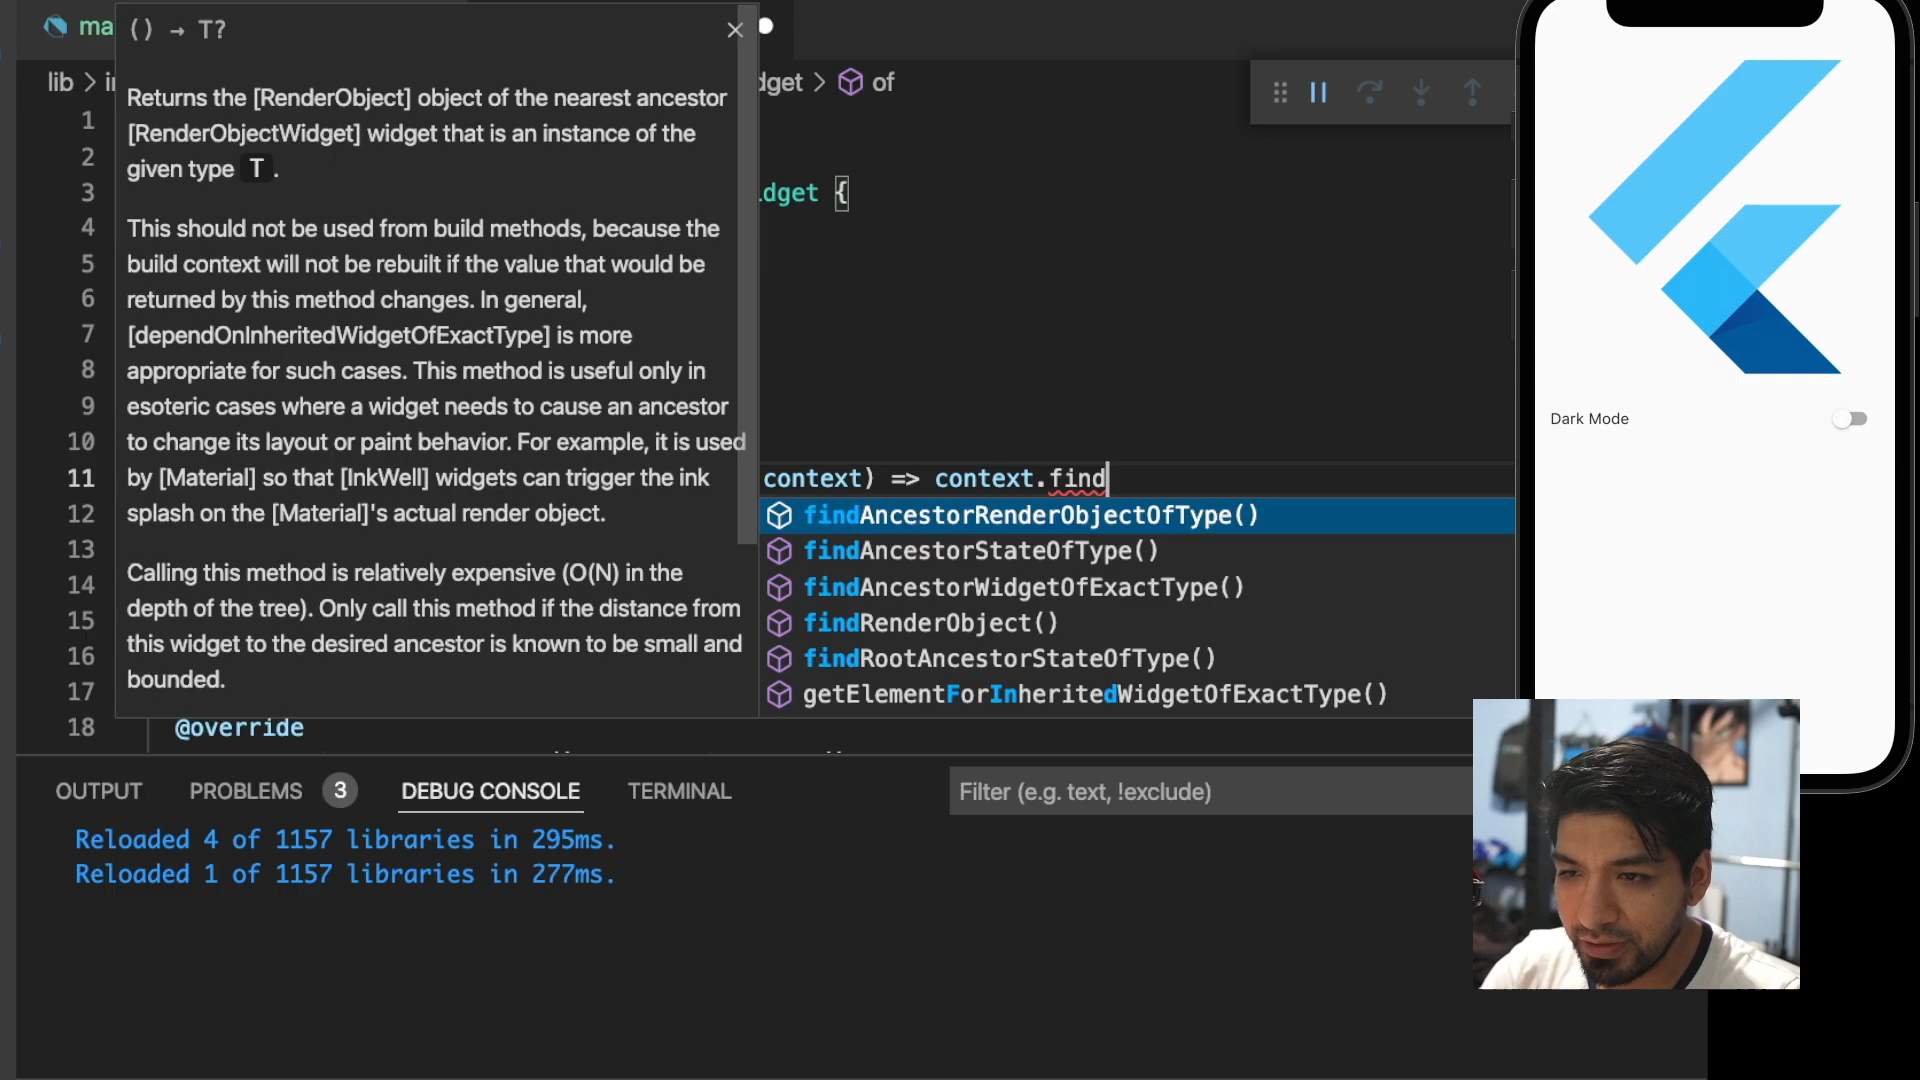 ma
() → T?
lib > i
dget > of
Returns the [RenderObject] object of the nearest ancestor
[RenderObjectWidget] widget that is an instance of the
given type T.
This should not be used from build methods, because the
build context will not be rebuilt if the value that would be
returned by this method changes. In general,
[dependOnInheritedWidgetOfExactType] is more
appropriate for such cases. This method is useful only in
esoteric cases where a widget needs to cause an ancestor
to change its layout or paint behavior. For example, it is used
by [Material] so that [InkWell] widgets can trigger the ink
splash on the [Material]'s actual render object.
Calling this method is relatively expensive (O(N) in the
depth of the tree). Only call this method if the distance from
this widget to the desired ancestor is known to be small and
bounded.
1
2
3
4
5
6
7
8
9
10
11
12
13
14
15
16
17
18
dget {
context) => context.find
findAncestorRenderObjectOfType()
findAncestorStateOfType()
findAncestorWidgetOfExactType()
findRenderObject()
findRootAncestorStateOfType()
getElementForInheritedWidgetOfExactType()
@override
Dark Mode
OUTPUT PROBLEMS 3 DEBUG CONSOLE TERMINAL
Filter (e.g. text, !exclude)
Reloaded 4 of 1157 libraries in 295ms.
Reloaded 1 of 1157 libraries in 277ms.